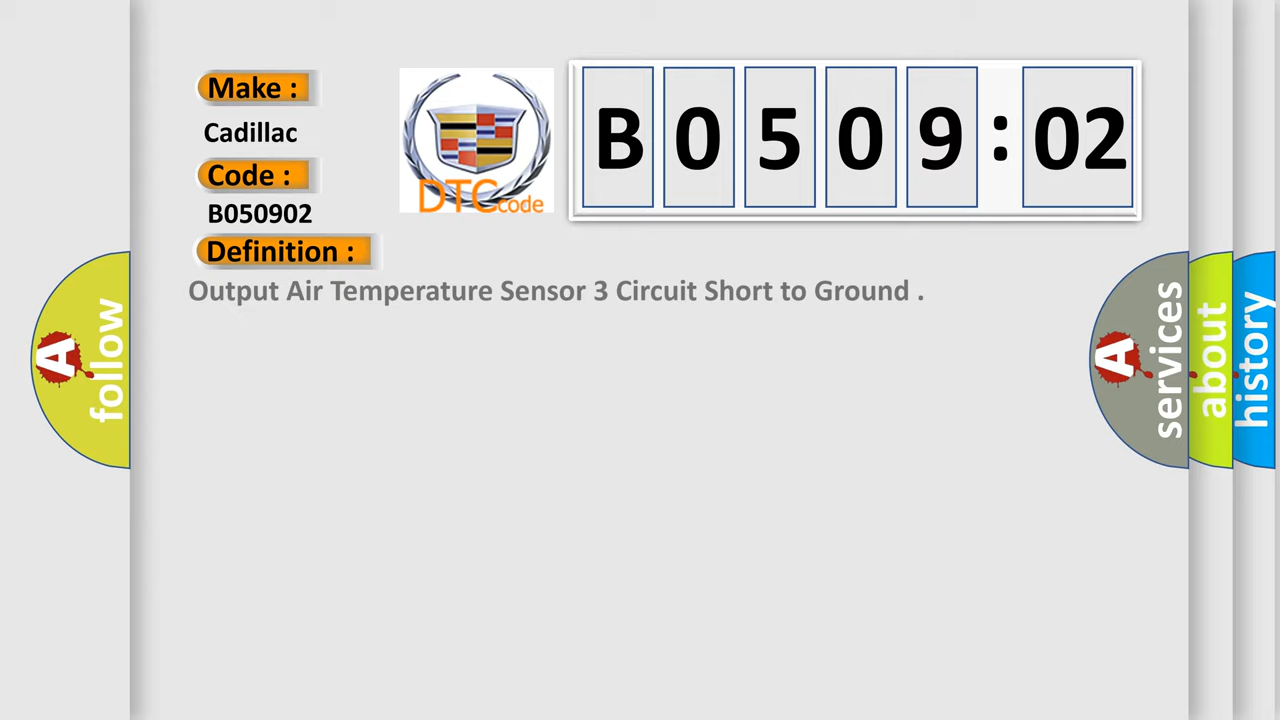 Make :
Cadillac
Code :
B050902
Definition :
Output Air Temperature Sensor 3 Circuit Short to Ground .
DTC code
B 0 5 0 9 : 02
A follow
A services
about
history